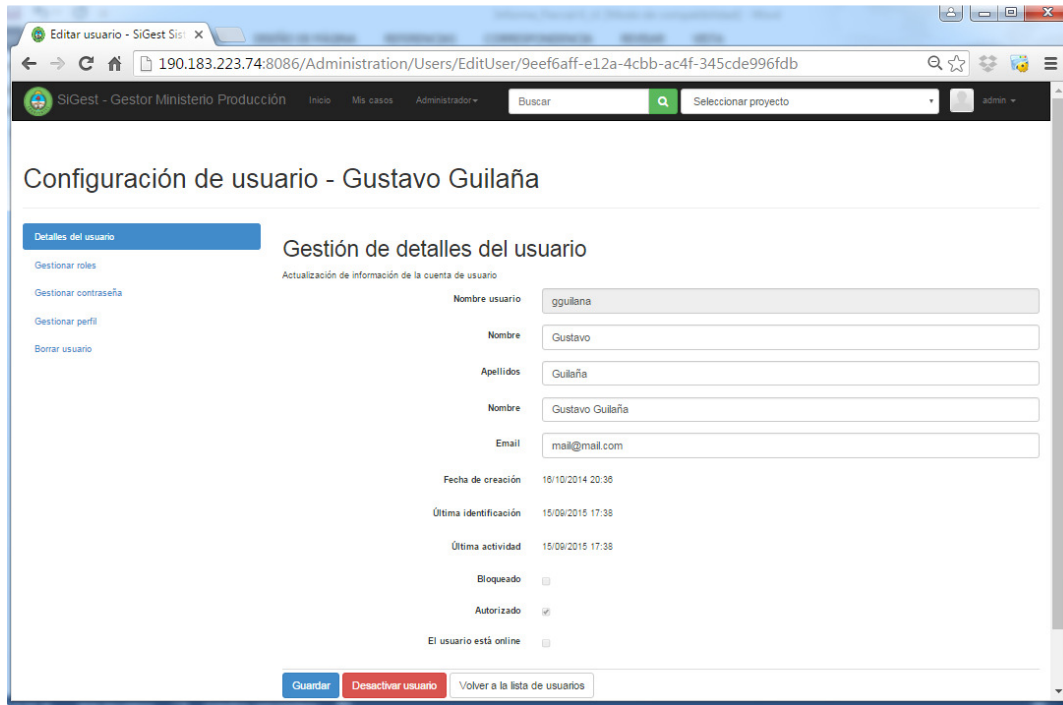 Editar usuario - SiGest Sist
190.183.223.74:8086/Administration/Users/EditUser/9eef6aff-e12a-4cbb-ac4f-345cde996fdb
SiGest - Gestor Ministerio Producción Inicio Mis casos Administrador Buscar Seleccionar proyecto admin
Configuración de usuario - Gustavo Guilaña
Detalles del usuario
Gestionar roles
Gestionar contraseña
Gestionar perfil
Borrar usuario
Gestión de detalles del usuario
Actualización de información de la cuenta de usuario
Nombre usuario gguilana
Nombre Gustavo
Apellidos Guilaña
Nombre Gustavo Guilaña
Email mail@mail.com
Fecha de creación 16/10/2014 20:36
Última identificación 15/09/2015 17:38
Última actividad 15/09/2015 17:38
Bloqueado
Autorizado
El usuario està online
Guardar Desactivar usuario Volver a la lista de usuarios